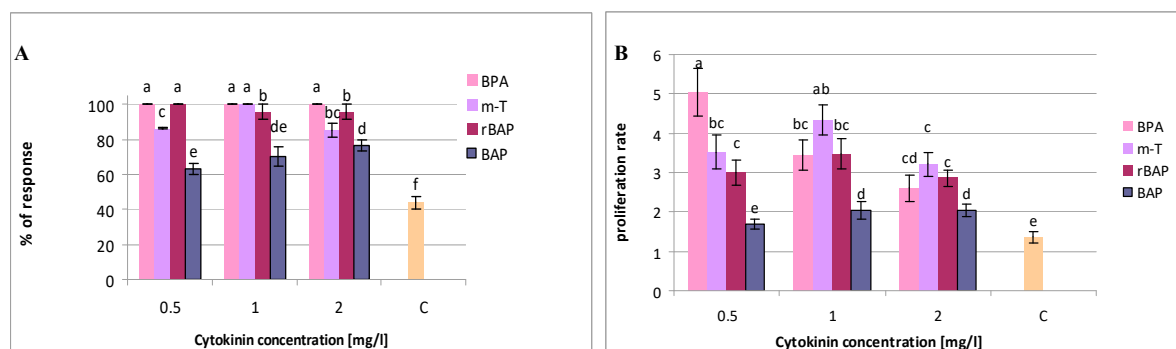 A
BPA
m-T
rBAP
BAP
a a a a a
c b bc b
e de d
f
100
80
60
40
20
0
% of response
0.5 1 2 C
Cytokinin concentration [mg/l]
B
BPA
m-T
rBAP
BAP
a bc c e
bc ab bc d
cd c c d
e
6
5
4
3
2
1
0
proliferation rate
0.5 1 2 C
Cytokinin concentration [mg/l]